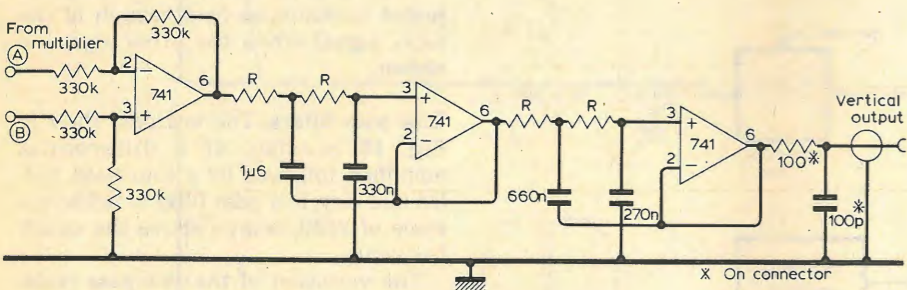 From
multiplier
A
B
330k
330k
330k
330k
2
3
6
741
R
R
1µ6
330n
3
2
6
741
R
R
660n
270n
3
2
6
741
100*
100p*
Vertical
output
* On connector